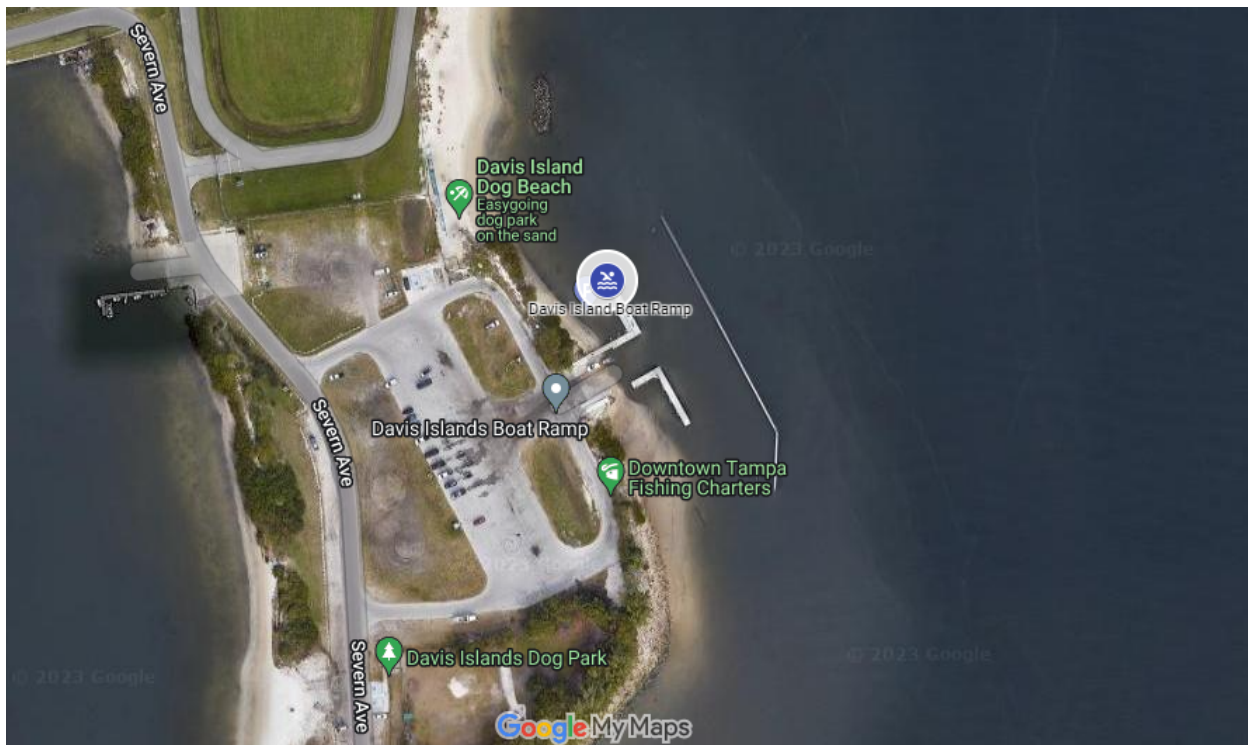 Severn Ave
Davis Island
Dog Beach
Easygoing
dog park
on the sand
© 2023 Google
Davis Island Boat Ramp
Severn Ave
Davis Islands Boat Ramp
Downtown Tampa
Fishing Charters
© 2023 Google
Severn Ave
Davis Islands Dog Park
© 2023 Google
© 2023 Google
Google My Maps